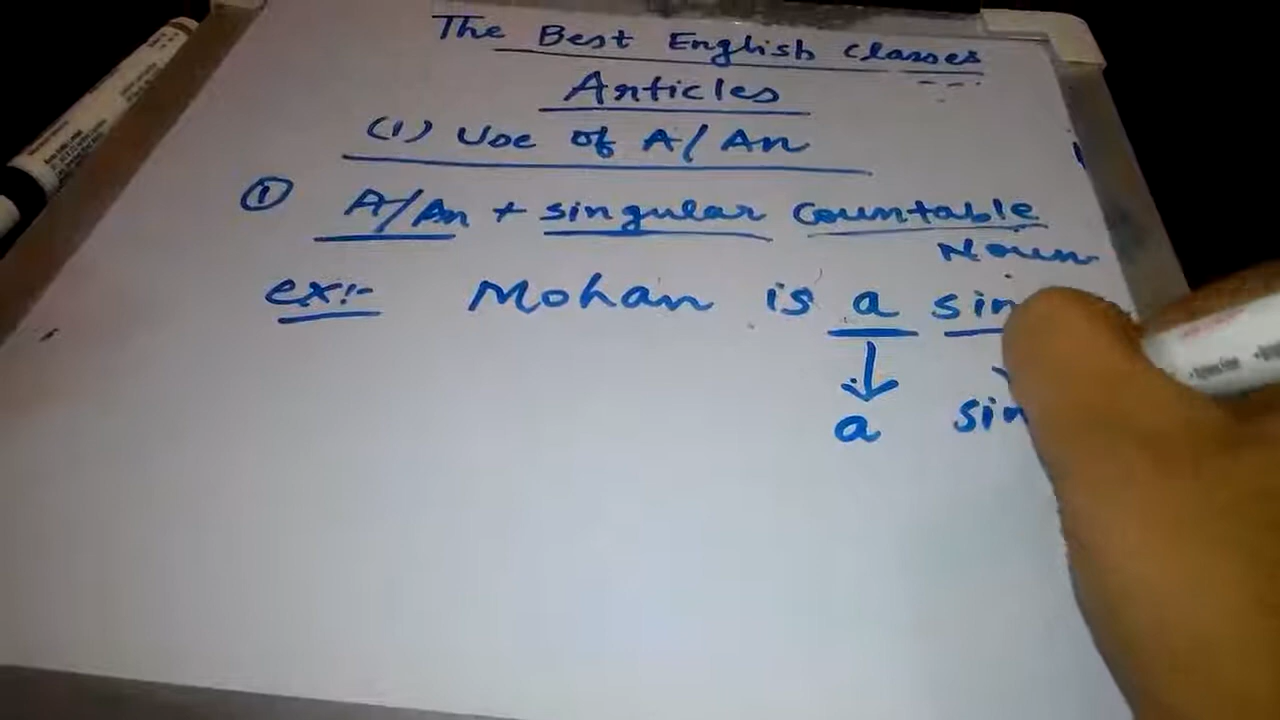 The Best English Classes
Articles
(1) Use of A/An
① A/An + singular Countable
Noun
ex:- Mohan is a sin
a sin